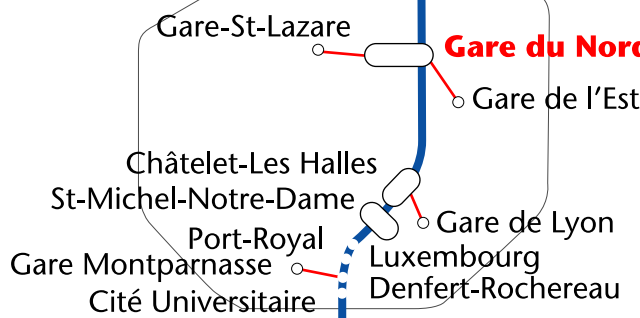 Gare-St-Lazare
Gare du Nord
Gare de l'Est
Châtelet-Les Halles
St-Michel-Notre-Dame
Gare de Lyon
Port-Royal
Luxembourg
Gare Montparnasse
Denfert-Rochereau
Cité Universitaire